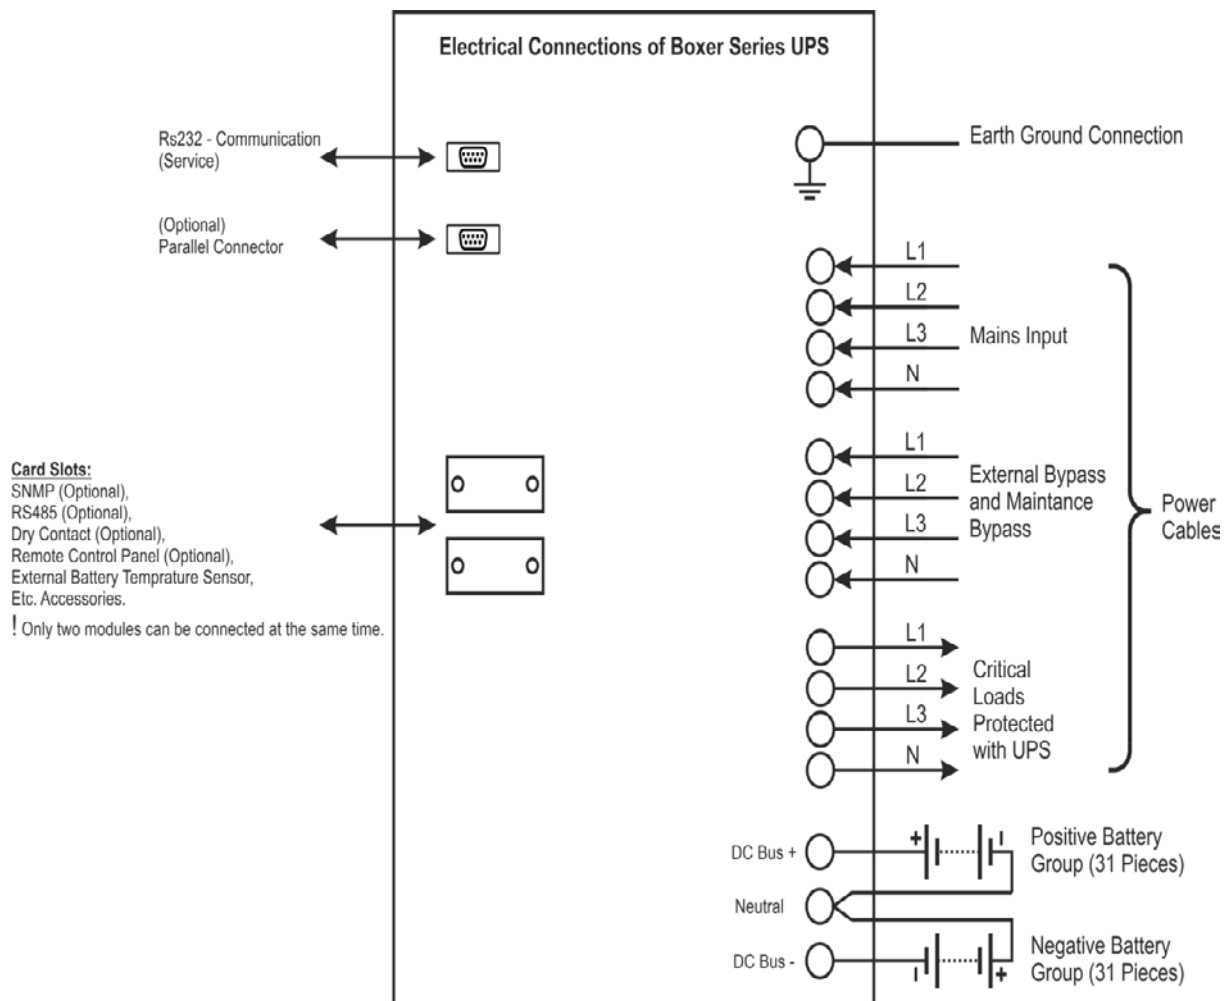 Electrical Connections of Boxer Series UPS
Rs232 - Communication
(Service)
(Optional)
Parallel Connector
Card Slots:
SNMP (Optional),
RS485 (Optional),
Dry Contact (Optional),
Remote Control Panel (Optional),
External Battery Temprature Sensor,
Etc. Accessories.
! Only two modules can be connected at the same time.
Earth Ground Connection
L1
L2
L3
N
Mains Input
L1
L2
L3
N
External Bypass
and Maintance
Bypass
L1
L2
L3
N
Critical
Loads
Protected
with UPS
Power
Cables
DC Bus +
Neutral
DC Bus -
+
-
Positive Battery
Group (31 Pieces)
-
+
Negative Battery
Group (31 Pieces)